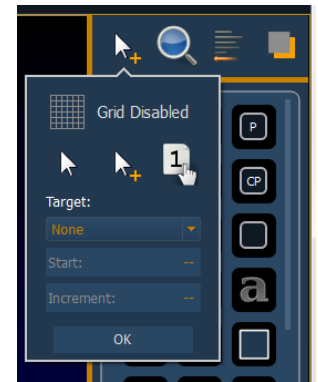 Grid Disabled
P
1
CP
Target:
None
Start: --
a
Increment: --
OK